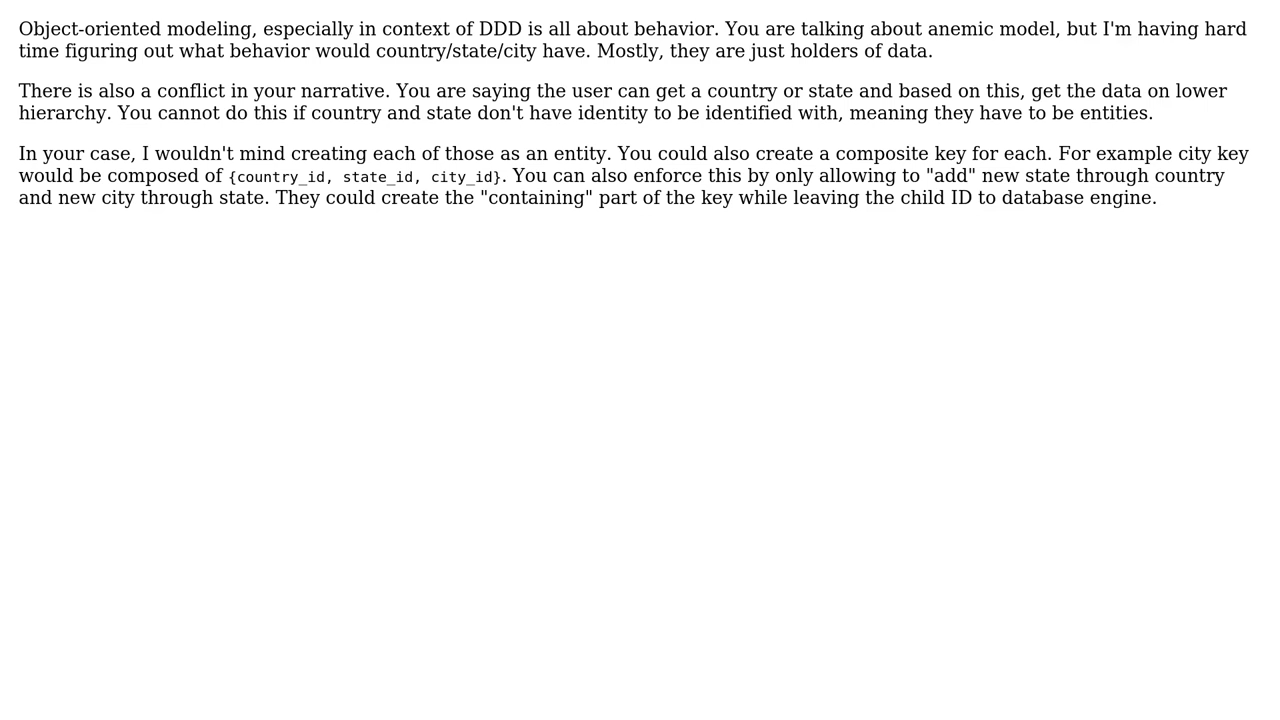 Object-oriented modeling, especially in context of DDD is all about behavior. You are talking about anemic model, but I'm having hard
time figuring out what behavior would country/state/city have. Mostly, they are just holders of data.
There is also a conflict in your narrative. You are saying the user can get a country or state and based on this, get the data on lower
hierarchy. You cannot do this if country and state don't have identity to be identified with, meaning they have to be entities.
In your case, I wouldn't mind creating each of those as an entity. You could also create a composite key for each. For example city key
would be composed of {country_id, state_id, city_id}. You can also enforce this by only allowing to "add" new state through country
and new city through state. They could create the "containing" part of the key while leaving the child ID to database engine.